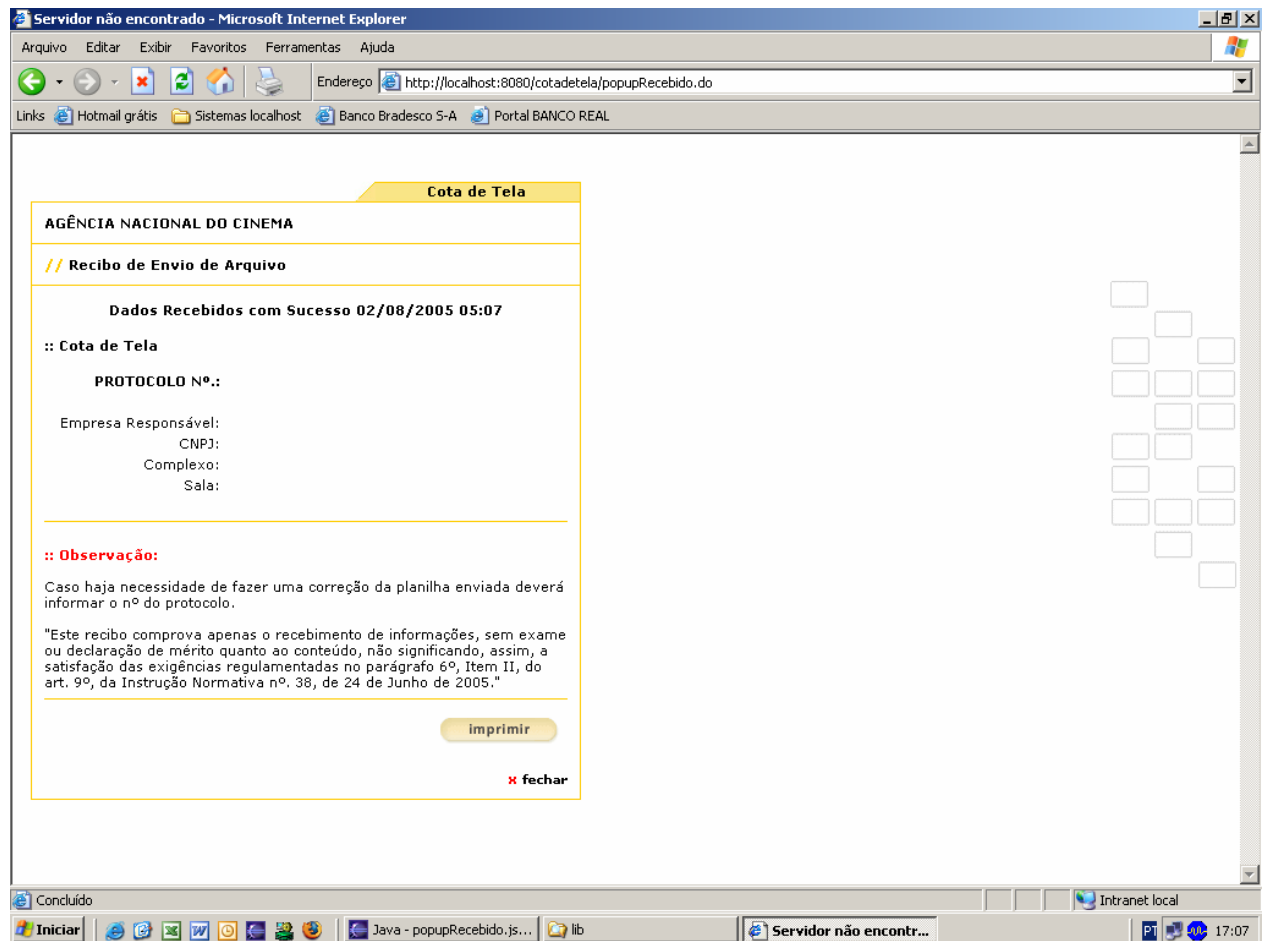 Servidor não encontrado - Microsoft Internet Explorer
Arquivo Editar Exibir Favoritos Ferramentas Ajuda
Endereço http://localhost:8080/cotadetela/popupRecebido.do
Links Hotmail grátis Sistemas localhost Banco Bradesco S-A Portal BANCO REAL
Cota de Tela
AGÊNCIA NACIONAL DO CINEMA
// Recibo de Envio de Arquivo
Dados Recebidos com Sucesso 02/08/2005 05:07
:: Cota de Tela
PROTOCOLO Nº.:
Empresa Responsável:
CNPJ:
Complexo:
Sala:
:: Observação:
Caso haja necessidade de fazer uma correção da planilha enviada deverá
informar o nº do protocolo.
"Este recibo comprova apenas o recebimento de informações, sem exame
ou declaração de mérito quanto ao conteúdo, não significando, assim, a
satisfação das exigências regulamentadas no parágrafo 6º, Item II, do
art. 9º, da Instrução Normativa nº. 38, de 24 de Junho de 2005."
imprimir
x fechar
Concluído Intranet local
Iniciar Java - popupRecebido.js... lib Servidor não encontr... PT 17:07